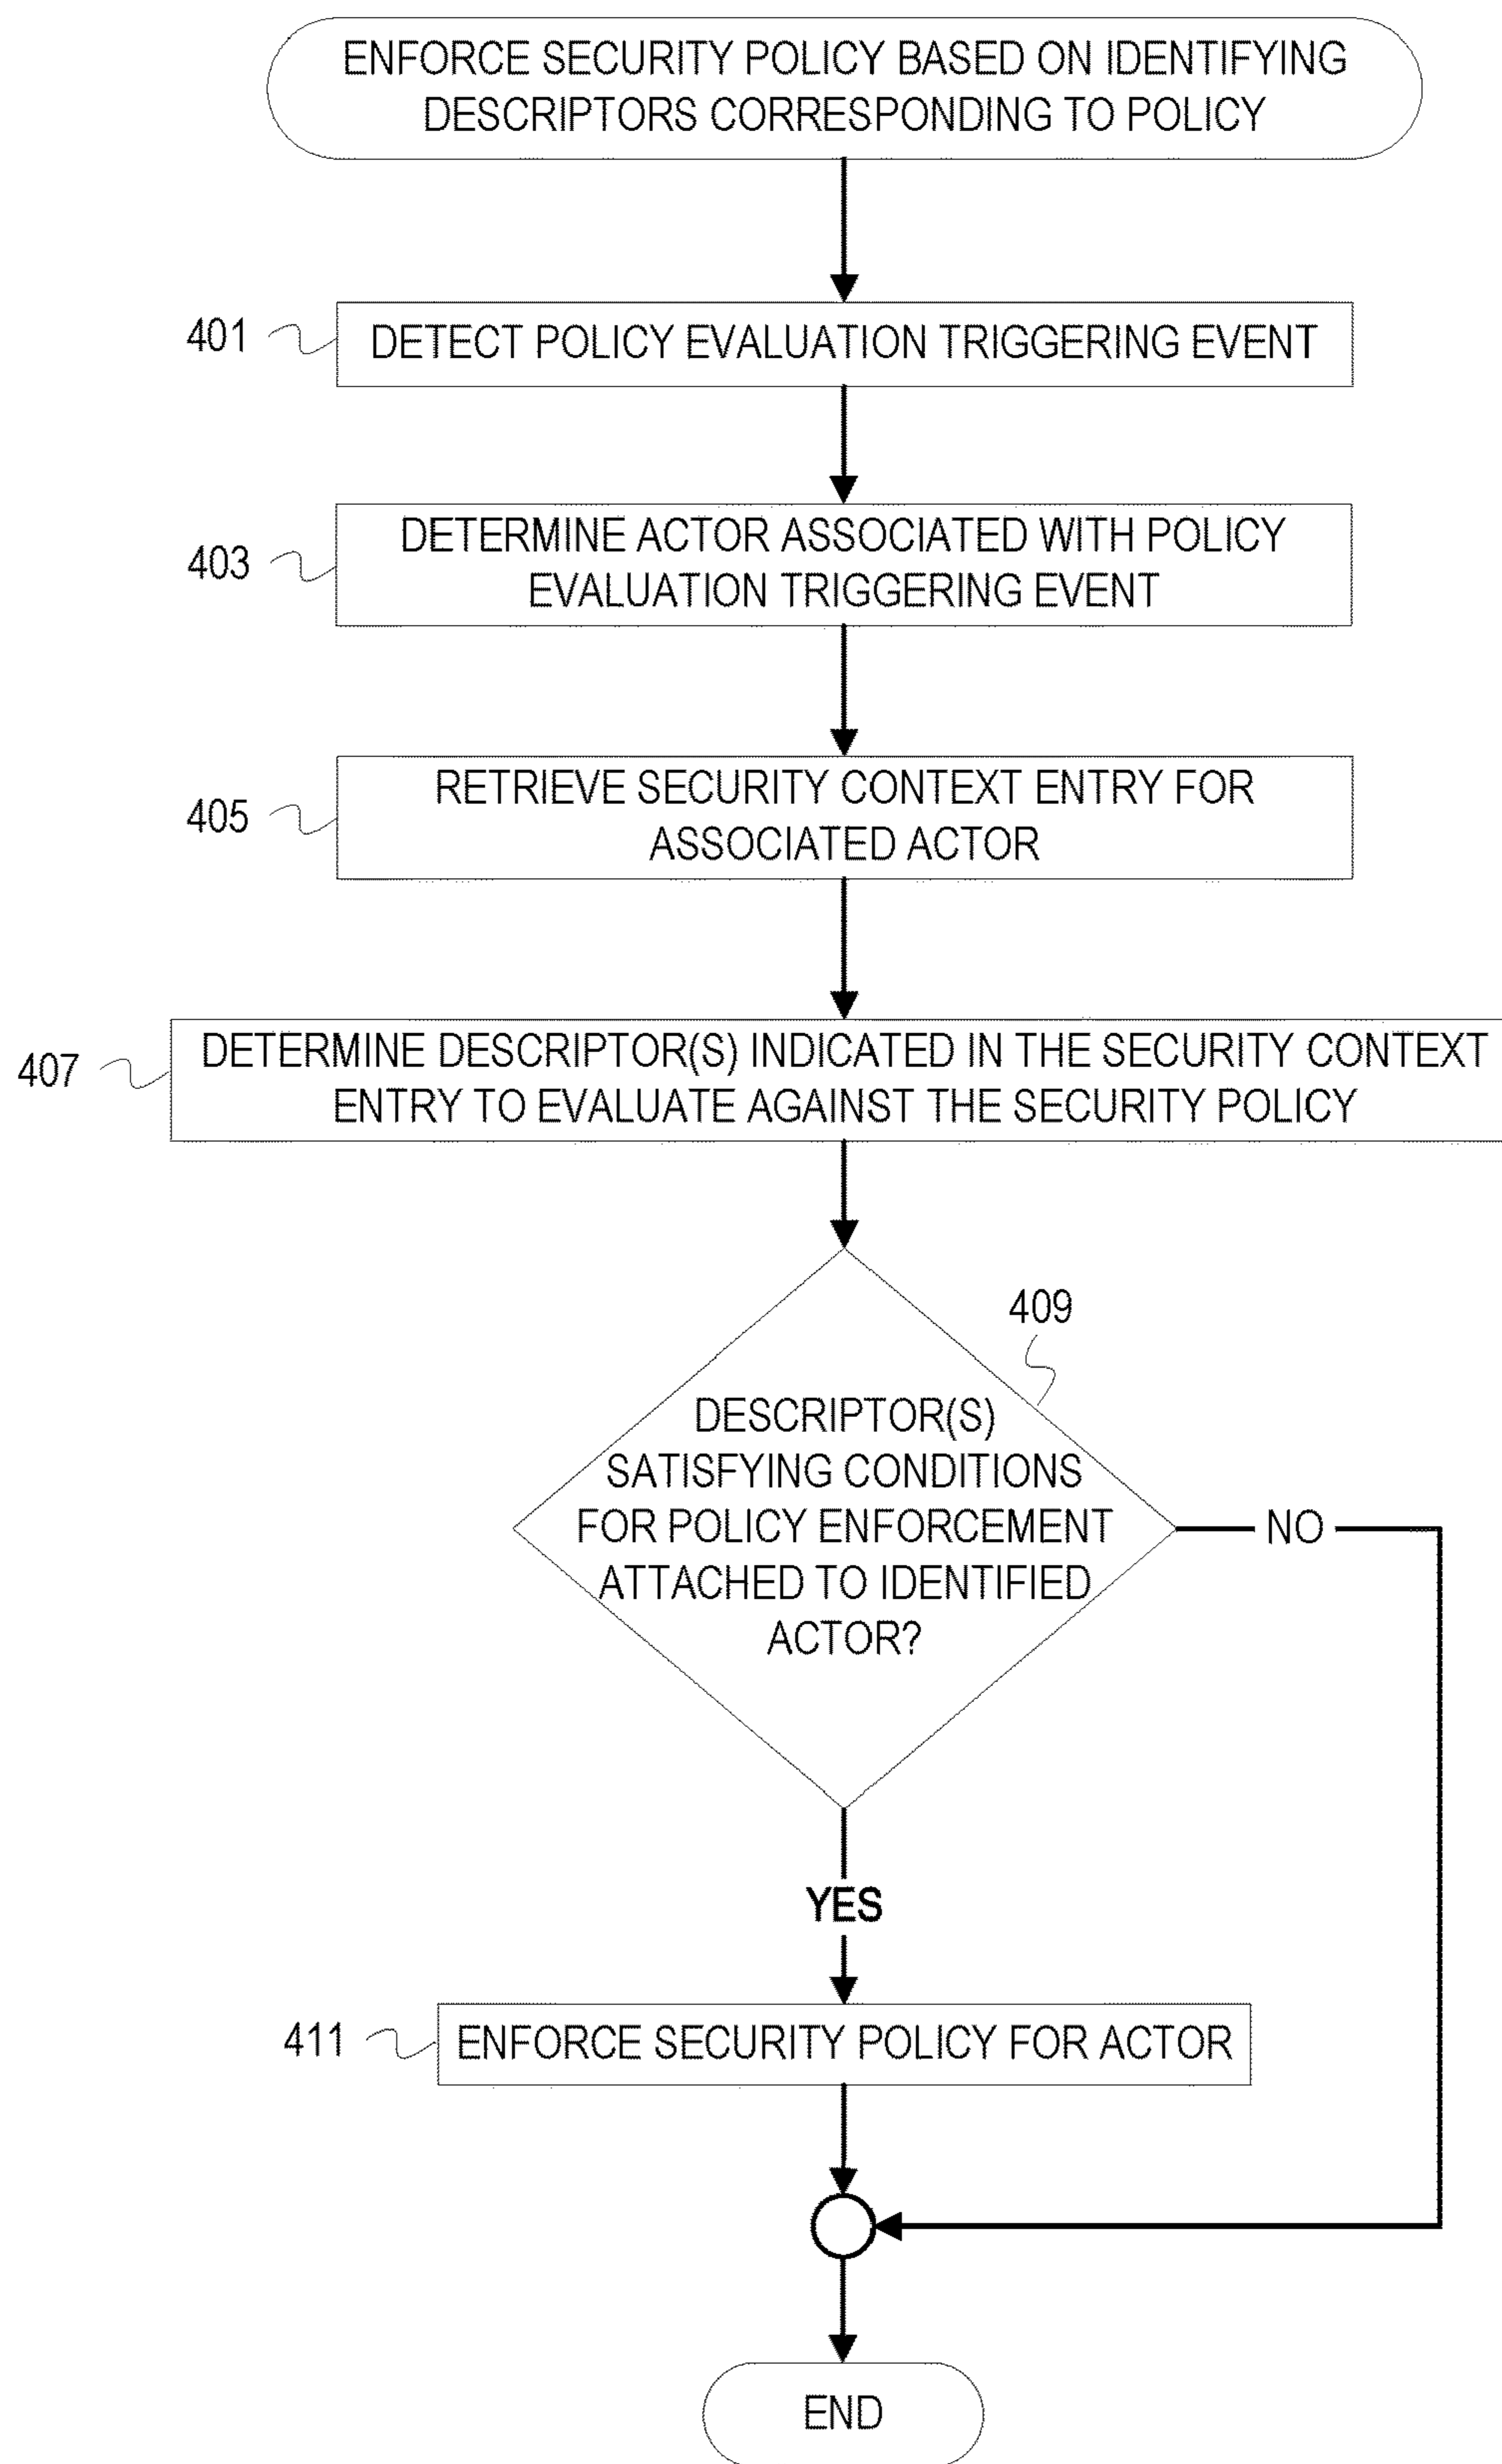 ENFORCE SECURITY POLICY BASED ON IDENTIFYING
DESCRIPTORS CORRESPONDING TO POLICY
401
DETECT POLICY EVALUATION TRIGGERING EVENT
403
DETERMINE ACTOR ASSOCIATED WITH POLICY
EVALUATION TRIGGERING EVENT
405
RETRIEVE SECURITY CONTEXT ENTRY FOR
ASSOCIATED ACTOR
407
DETERMINE DESCRIPTOR(S) INDICATED IN THE SECURITY CONTEXT
ENTRY TO EVALUATE AGAINST THE SECURITY POLICY
409
DESCRIPTOR(S)
SATISFYING CONDITIONS
FOR POLICY ENFORCEMENT
ATTACHED TO IDENTIFIED
ACTOR?
NO
YES
411
ENFORCE SECURITY POLICY FOR ACTOR
END